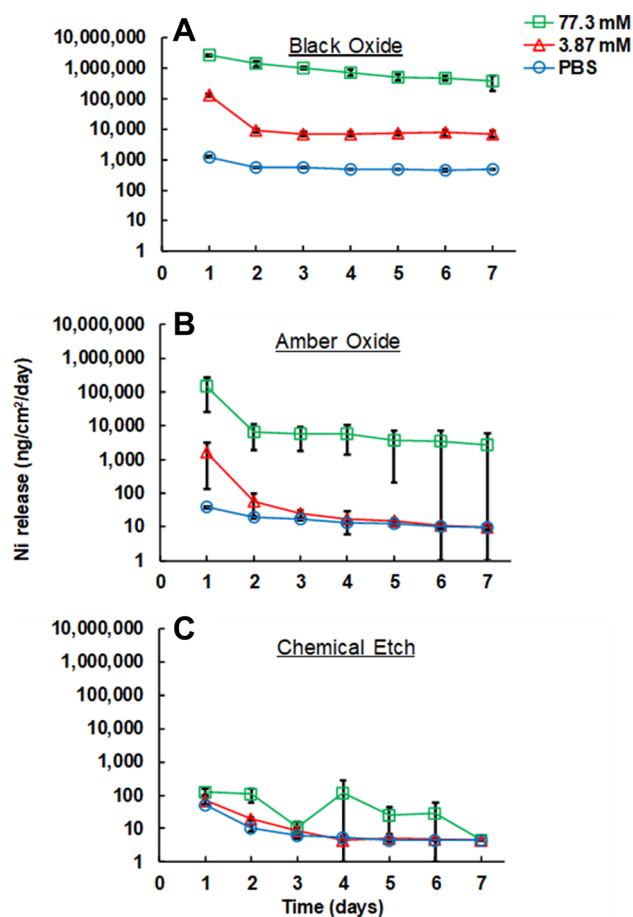 A
Black Oxide
77.3 mM
3.87 mM
PBS
10,000,000
1,000,000
100,000
10,000
1,000
100
10
1
0 1 2 3 4 5 6 7
B
Amber Oxide
10,000,000
1,000,000
100,000
10,000
1,000
100
10
1
0 1 2 3 4 5 6 7
Ni release (ng/cm²/day)
C
Chemical Etch
10,000,000
1,000,000
100,000
10,000
1,000
100
10
1
0 1 2 3 4 5 6 7
Time (days)